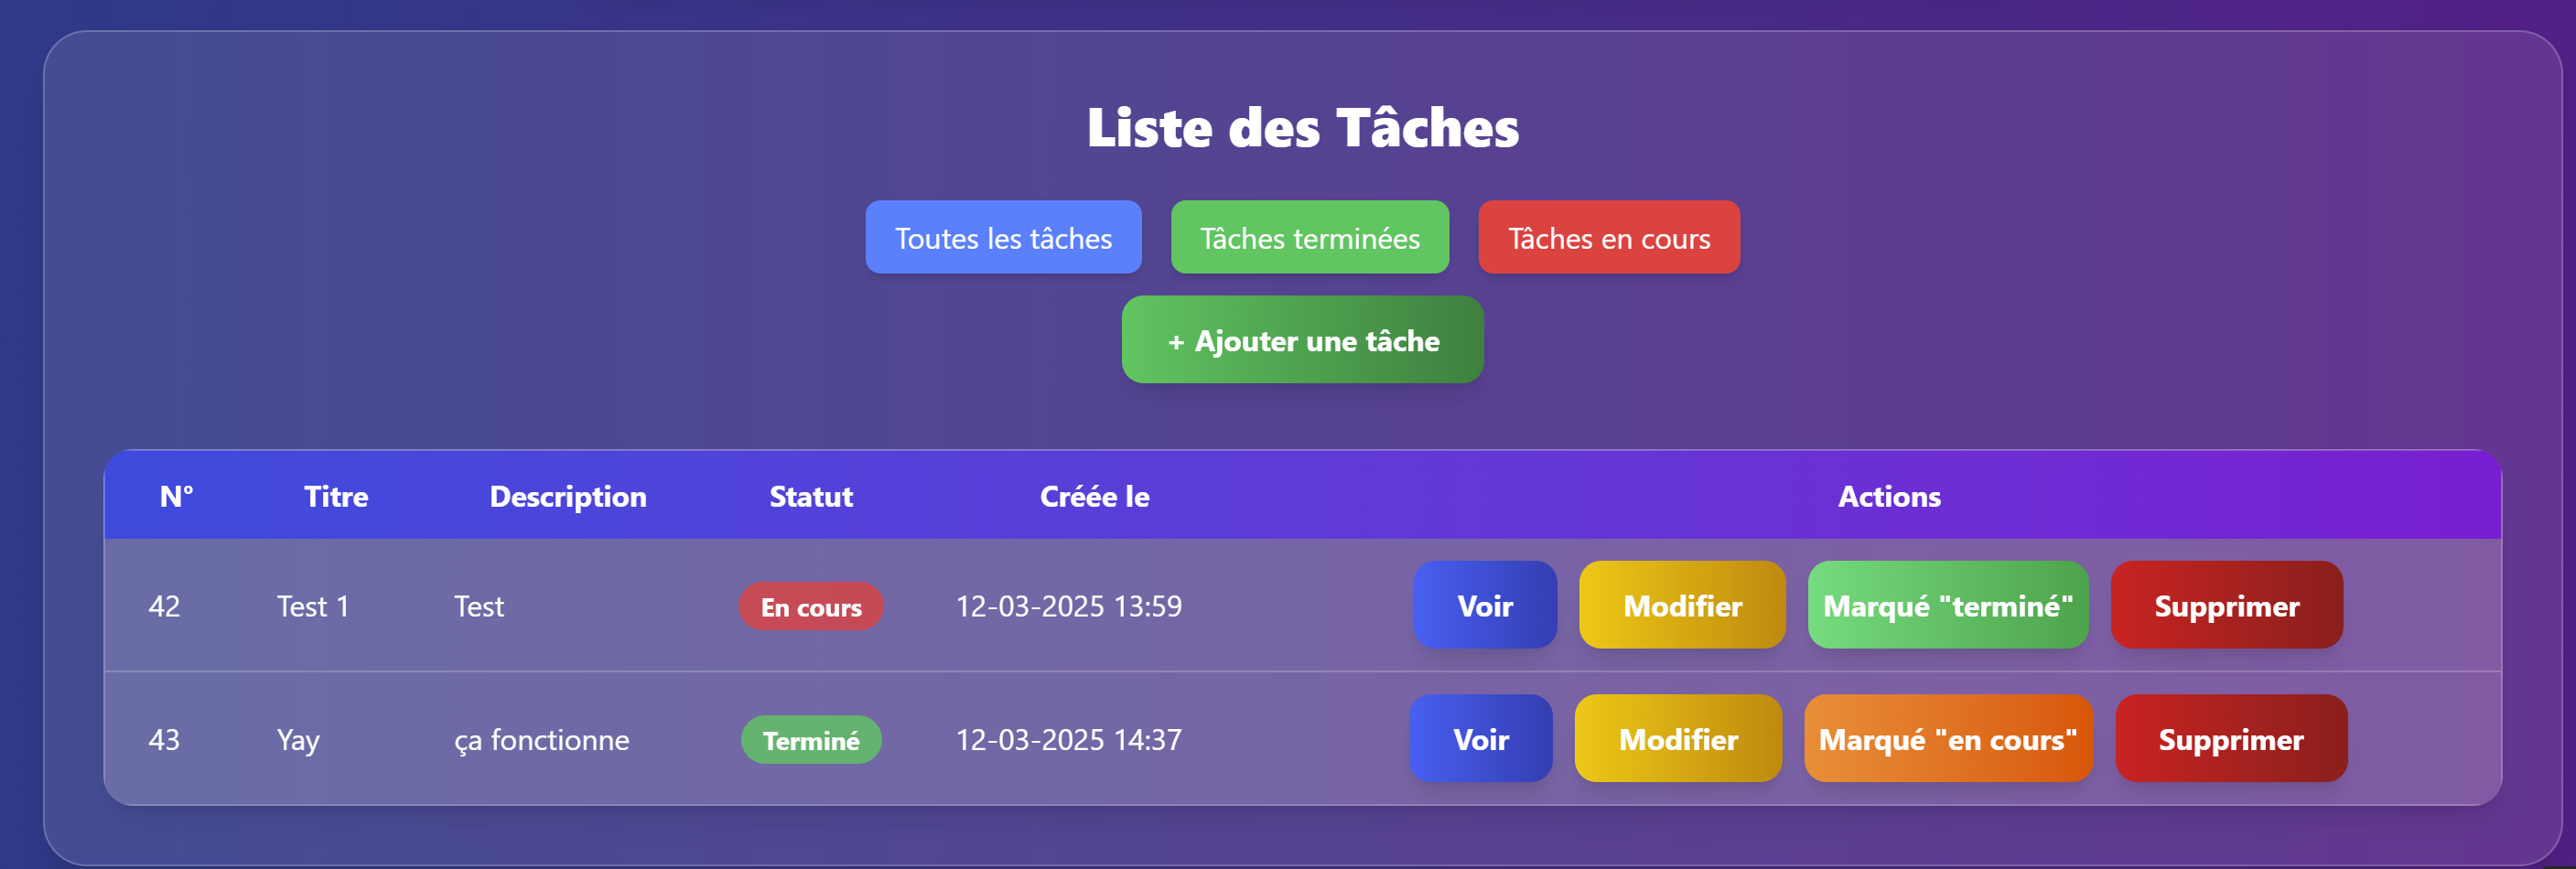 Liste des Tâches
Toutes les tâches Tâches terminées Tâches en cours
+ Ajouter une tâche
N° Titre Description Statut Créée le Actions
42 Test 1 Test En cours 12-03-2025 13:59 Voir Modifier Marqué "terminé" Supprimer
43 Yay ça fonctionne Terminé 12-03-2025 14:37 Voir Modifier Marqué "en cours" Supprimer